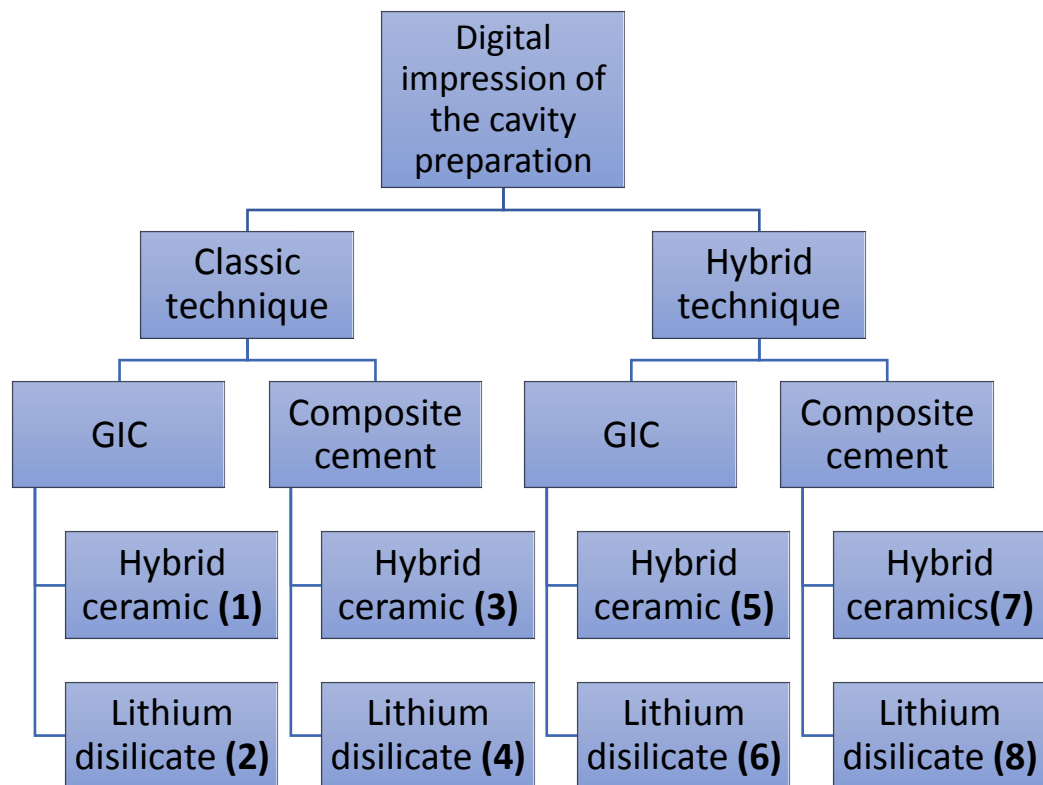 Digital
impression of
the cavity
preparation
Classic
technique
Hybrid
technique
GIC
Composite
cement
GIC
Composite
cement
Hybrid
ceramic (1)
Hybrid
ceramic (3)
Hybrid
ceramic (5)
Hybrid
ceramics(7)
Lithium
disilicate (2)
Lithium
disilicate (4)
Lithium
disilicate (6)
Lithium
disilicate (8)